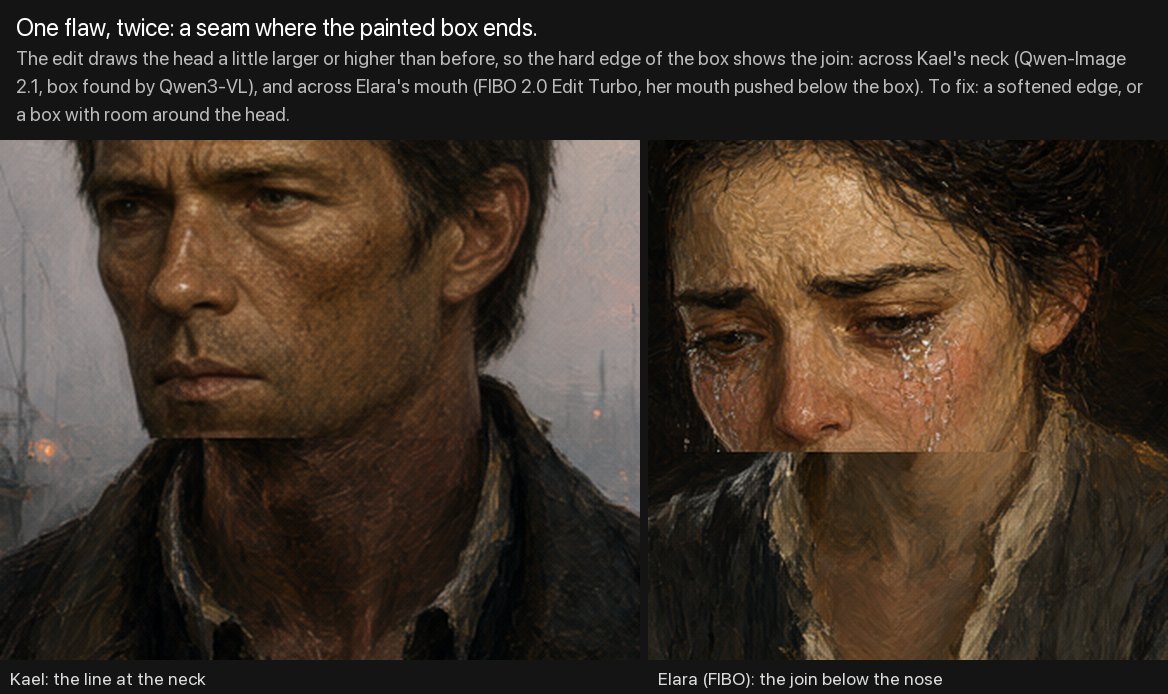 One flaw, twice: a seam where the painted box ends.
The edit draws the head a little larger or higher than before, so the hard edge of the box shows the join: across Kael's neck (Qwen-Image
2.1, box found by Qwen3-VL), and across Elara's mouth (FIBO 2.0 Edit Turbo, her mouth pushed below the box). To fix: a softened edge, or
a box with room around the head.
Kael: the line at the neck
Elara (FIBO): the join below the nose